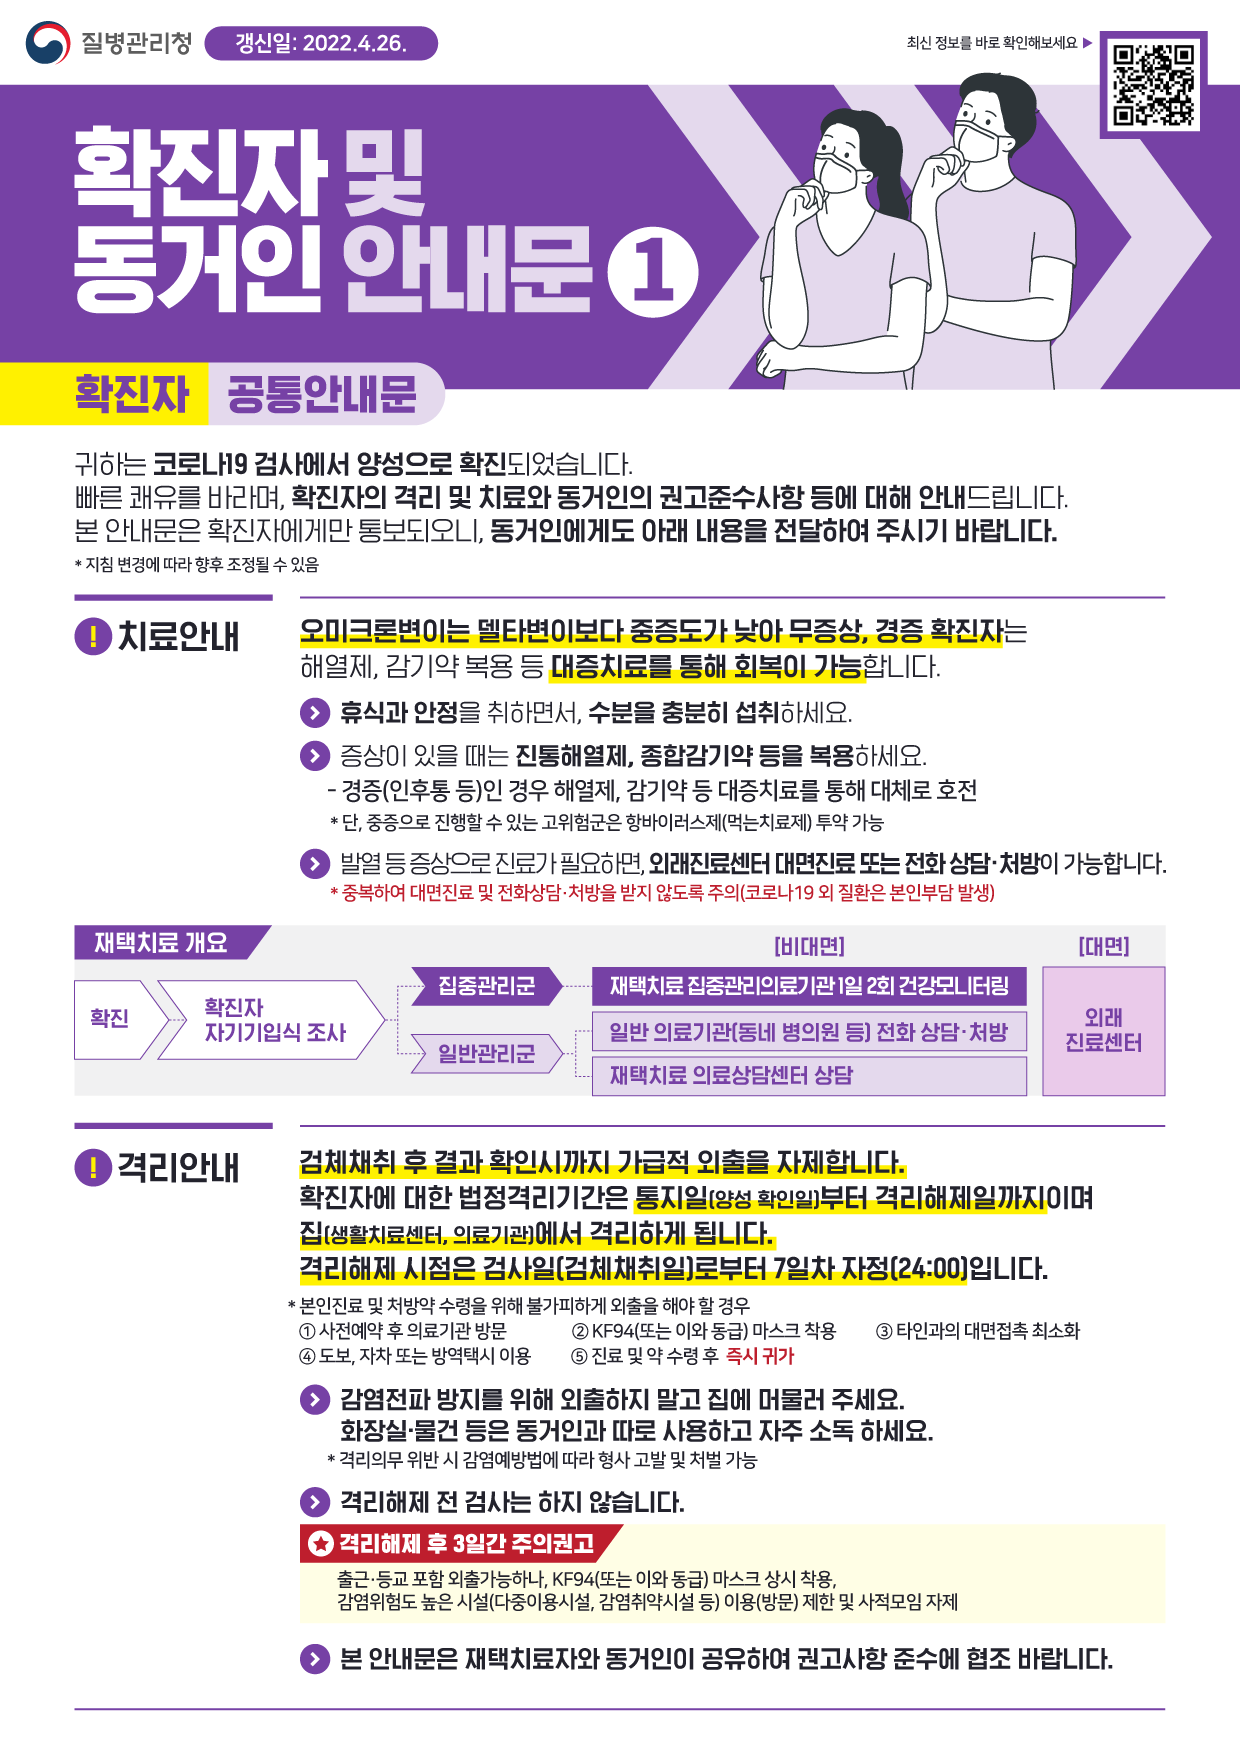 질병관리청
갱신일: 2022.4.26.
최신 정보를 바로 확인해보세요 ▶
확진자 및
동거인 안내문 1
확진자 공통안내문
귀하는 코로나19 검사에서 양성으로 확진되었습니다.
빠른 쾌유를 바라며, 확진자의 격리 및 치료와 동거인의 권고준수사항 등에 대해 안내드립니다.
본 안내문은 확진자에게만 통보되오니, 동거인에게도 아래 내용을 전달하여 주시기 바랍니다.
* 지침 변경에 따라 향후 조정될 수 있음
! 치료안내
오미크론변이는 델타변이보다 중증도가 낮아 무증상, 경증 확진자는
해열제, 감기약 복용 등 대증치료를 통해 회복이 가능합니다.
휴식과 안정을 취하면서, 수분을 충분히 섭취하세요.
증상이 있을 때는 진통해열제, 종합감기약 등을 복용하세요.
- 경증(인후통 등)인 경우 해열제, 감기약 등 대증치료를 통해 대체로 호전
* 단, 중증으로 진행할 수 있는 고위험군은 항바이러스제(먹는치료제) 투약 가능
발열 등 증상으로 진료가 필요하면, 외래진료센터 대면진료 또는 전화 상담·처방이 가능합니다.
* 중복하여 대면진료 및 전화상담·처방을 받지 않도록 주의(코로나19 외 질환은 본인부담 발생)
재택치료 개요
[비대면]
[대면]
확진
확진자
자기기입식 조사
집중관리군
재택치료 집중관리의료기관 1일 2회 건강모니터링
일반관리군
일반 의료기관(동네 병의원 등) 전화 상담·처방
재택치료 의료상담센터 상담
외래
진료센터
! 격리안내
검체채취 후 결과 확인시까지 가급적 외출을 자제합니다.
확진자에 대한 법정격리기간은 통지일(양성 확인일)부터 격리해제일까지이며
집(생활치료센터, 의료기관)에서 격리하게 됩니다.
격리해제 시점은 검사일(검체채취일)로부터 7일차 자정(24:00)입니다.
* 본인진료 및 처방약 수령을 위해 불가피하게 외출을 해야 할 경우
① 사전예약 후 의료기관 방문 ② KF94(또는 이와 동급) 마스크 착용 ③ 타인과의 대면접촉 최소화
④ 도보, 자차 또는 방역택시 이용 ⑤ 진료 및 약 수령 후 즉시 귀가
감염전파 방지를 위해 외출하지 말고 집에 머물러 주세요.
화장실·물건 등은 동거인과 따로 사용하고 자주 소독 하세요.
* 격리의무 위반 시 감염예방법에 따라 형사 고발 및 처벌 가능
격리해제 전 검사는 하지 않습니다.
격리해제 후 3일간 주의권고
출근·등교 포함 외출가능하나, KF94(또는 이와 동급) 마스크 상시 착용,
감염위험도 높은 시설(다중이용시설, 감염취약시설 등) 이용(방문) 제한 및 사적모임 자제
본 안내문은 재택치료자와 동거인이 공유하여 권고사항 준수에 협조 바랍니다.